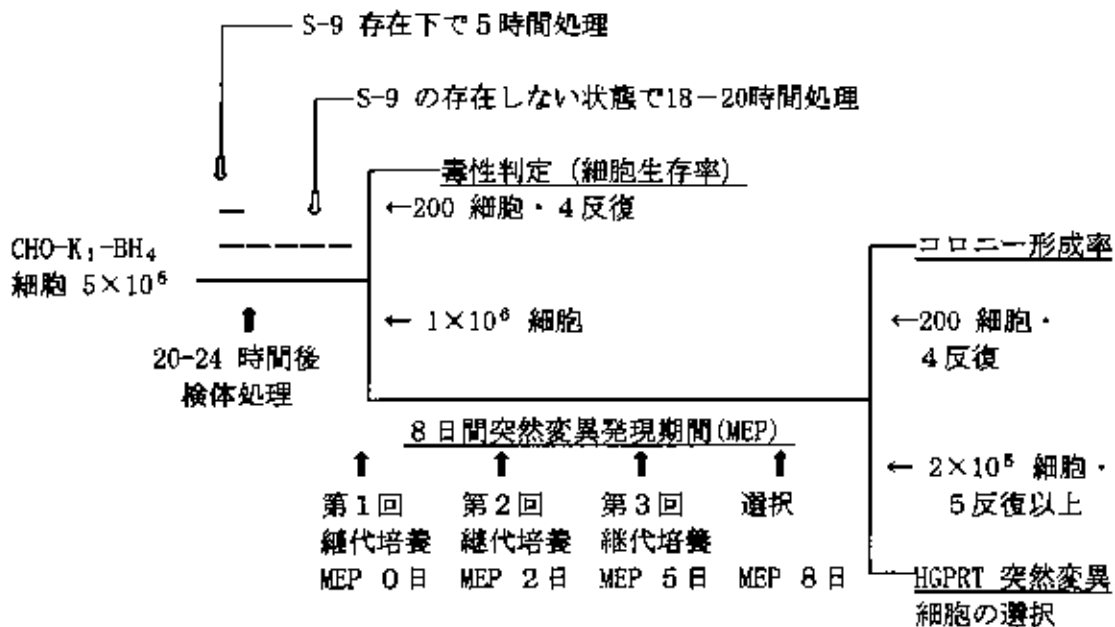 S-9 存在下で5時間処理
S-9 の存在しない状態で18-20時間処理
毒性判定 (細胞生存率)
←200 細胞・4反復
CHO-K₁-BH₄
細胞 5×10⁵
← 1×10⁶ 細胞
20-24 時間後
検体処理
8日間突然変異発現期間(MEP)
第1回
継代培養
MEP 0日
第2回
継代培養
MEP 2日
第3回
継代培養
MEP 5日
選択
MEP 8日
コロニー形成率
←200 細胞・
4反復
← 2×10⁵ 細胞・
5反復以上
HGPRT 突然変異
細胞の選択